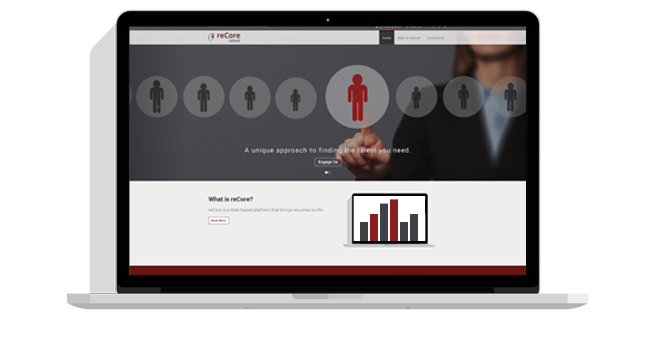 reCore
talent
Home
What is reCore?
Contact Us
A unique approach to finding the talent you need.
Engage Us
What is reCore?
reCore is a Web-based platform that brings resumes to life.
Read More